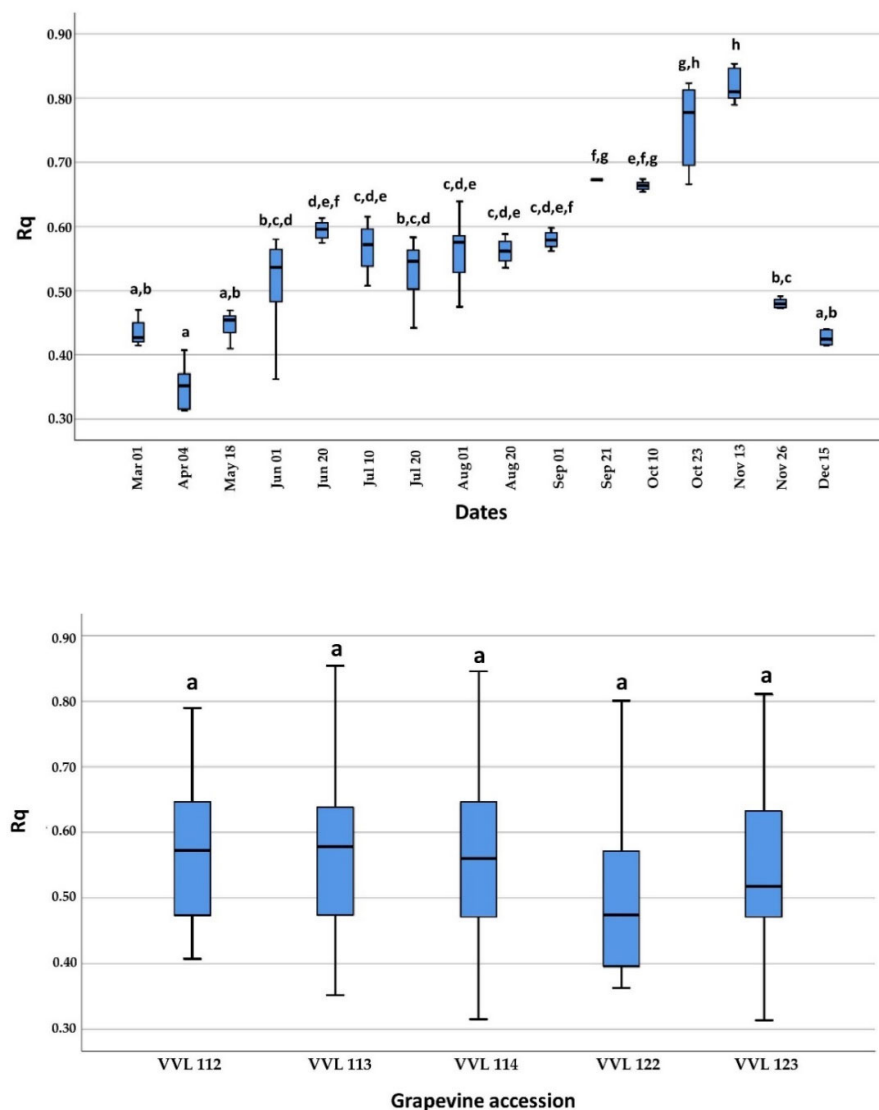 0.90
h
g,h
0.80
0.70
f,g
e,f,g
d,e,f
c,d,e
c,d,e
c,d,e
c,d,e,f
b,c,d
b,c,d
0.60
Rq
0.50
a,b
a,b
b,c
a,b
0.40
a
0.30
Mar 01
Apr 04
May 18
Jun 01
Jun 20
Jul 10
Jul 20
Aug 01
Aug 20
Sep 01
Sep 21
Oct 10
Oct 23
Nov 13
Nov 26
Dec 15
Dates
0.90
a a a a a
0.80
0.70
Rq
0.60
0.50
0.40
0.30
VVL 112 VVL 113 VVL 114 VVL 122 VVL 123
Grapevine accession